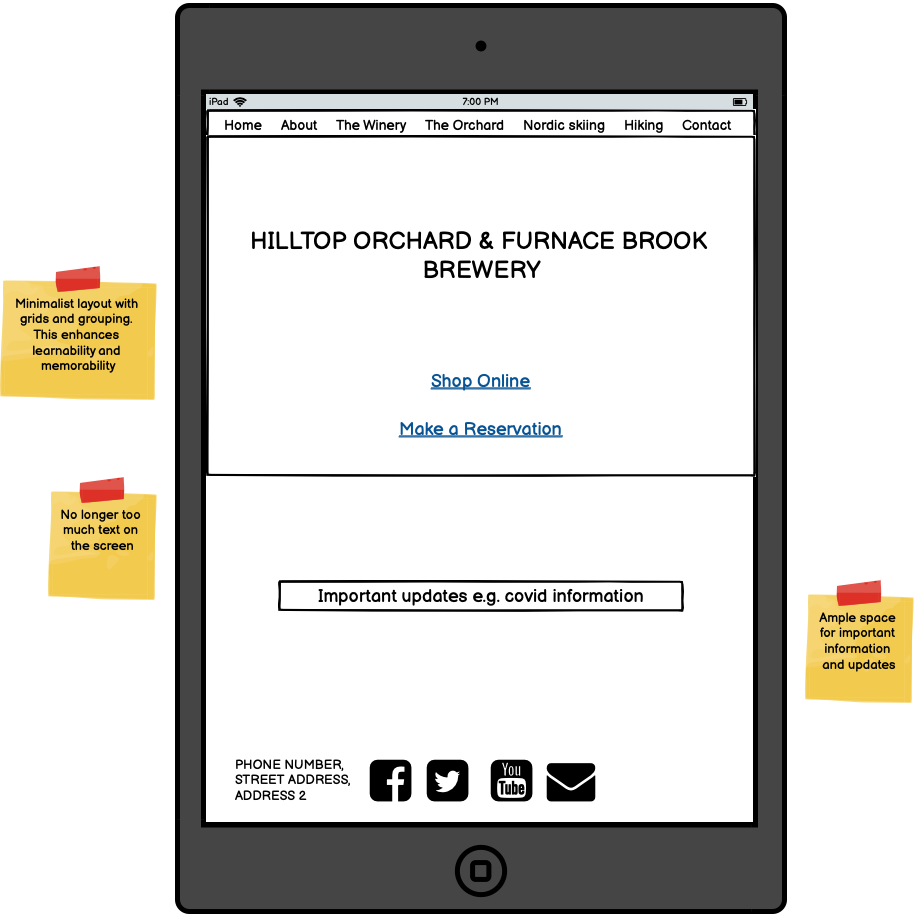 iPad 7:00 PM
Home About The Winery The Orchard Nordic skiing Hiking Contact
HILLTOP ORCHARD & FURNACE BROOK
BREWERY
Shop Online
Make a Reservation
Important updates e.g. covid information
PHONE NUMBER,
STREET ADDRESS,
ADDRESS 2
You
Tube
Minimalist layout with
grids and grouping.
This enhances
learnability and
memorability
No longer too
much text on
the screen
Ample space
for important
information
and updates